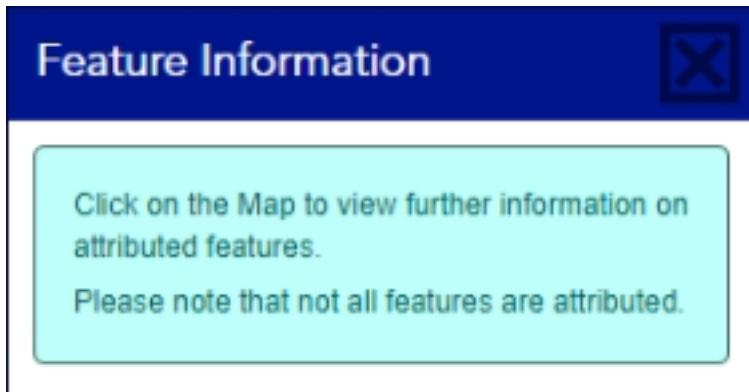 Feature Information
Click on the Map to view further information on
attributed features.
Please note that not all features are attributed.